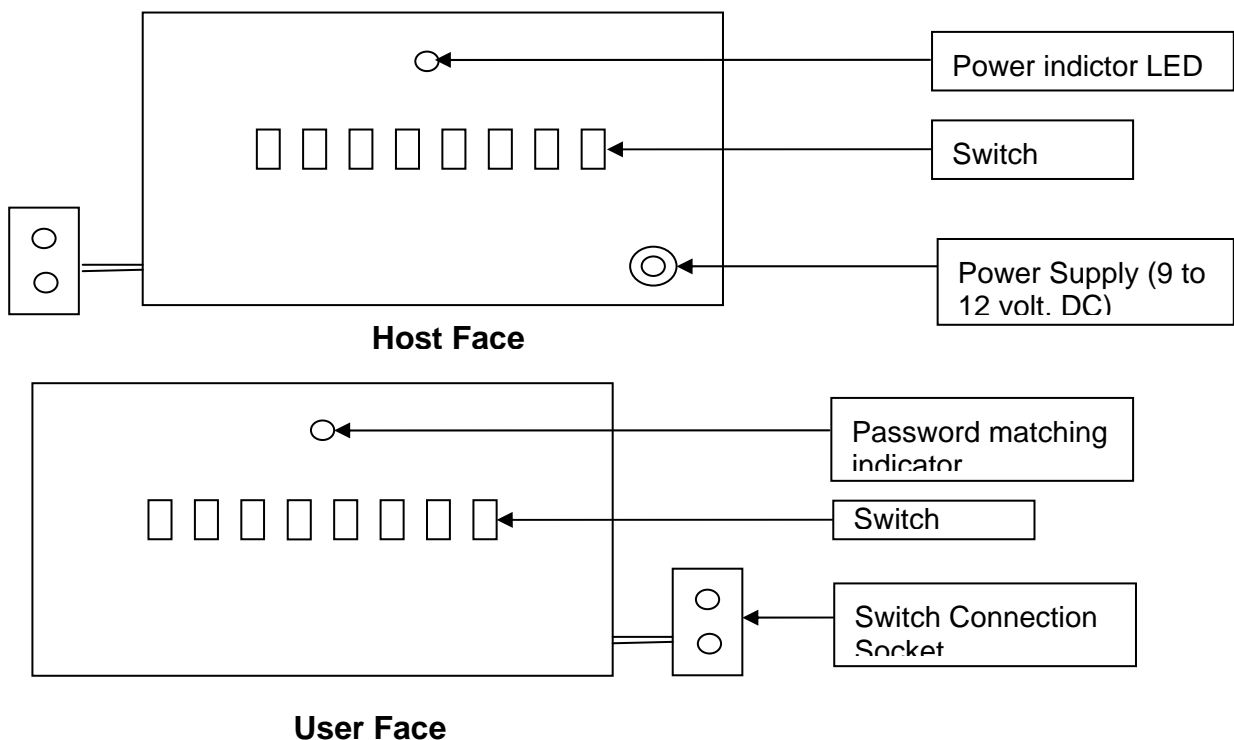 Power indictor LED
Switch
Power Supply (9 to
12 volt. DC)
Host Face
Password matching
indicator
Switch
Switch Connection
Socket
User Face